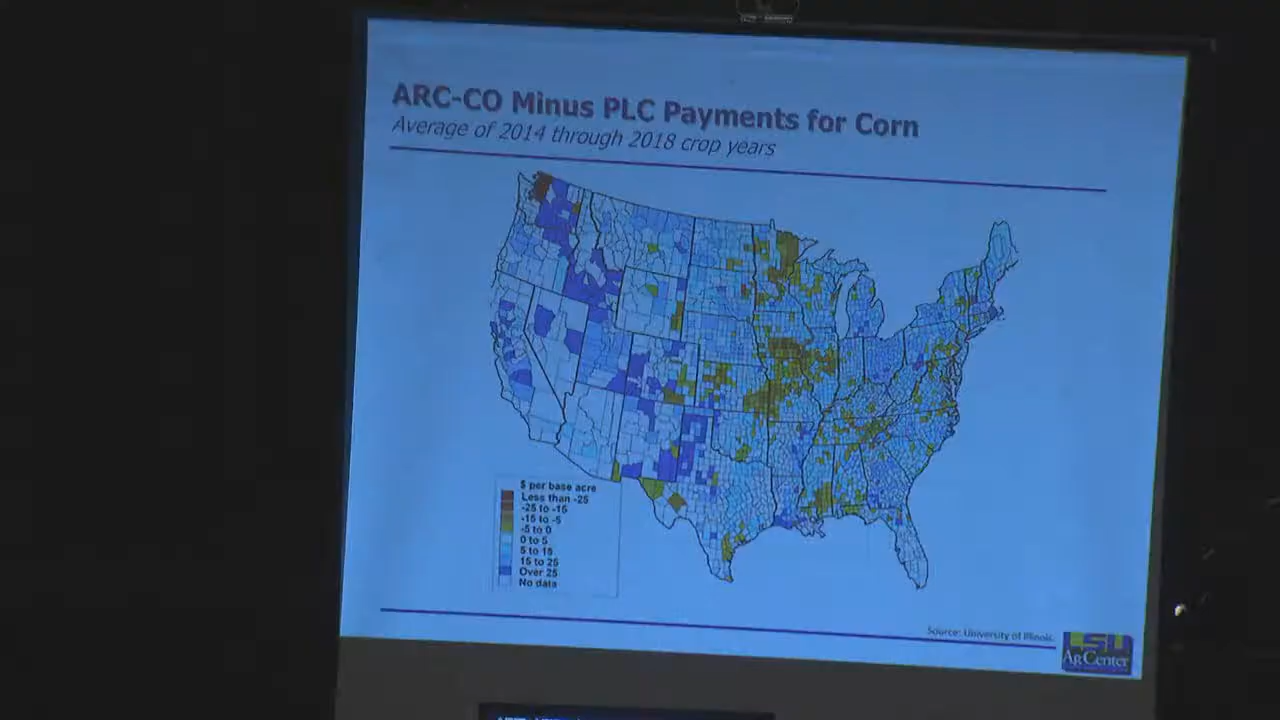 ARC-CO Minus PLC Payments for Corn
Average of 2014 through 2018 crop years
$ per base acre
Less than -25
-25 to -15
-15 to -5
-5 to 0
0 to 5
5 to 15
15 to 25
Over 25
No data
Source: University of Illinois.
LSU
AgCenter